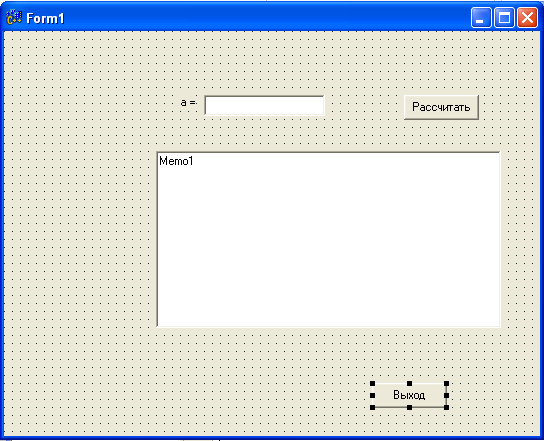 Form1
a =
Рассчитать
Memo1
Выход